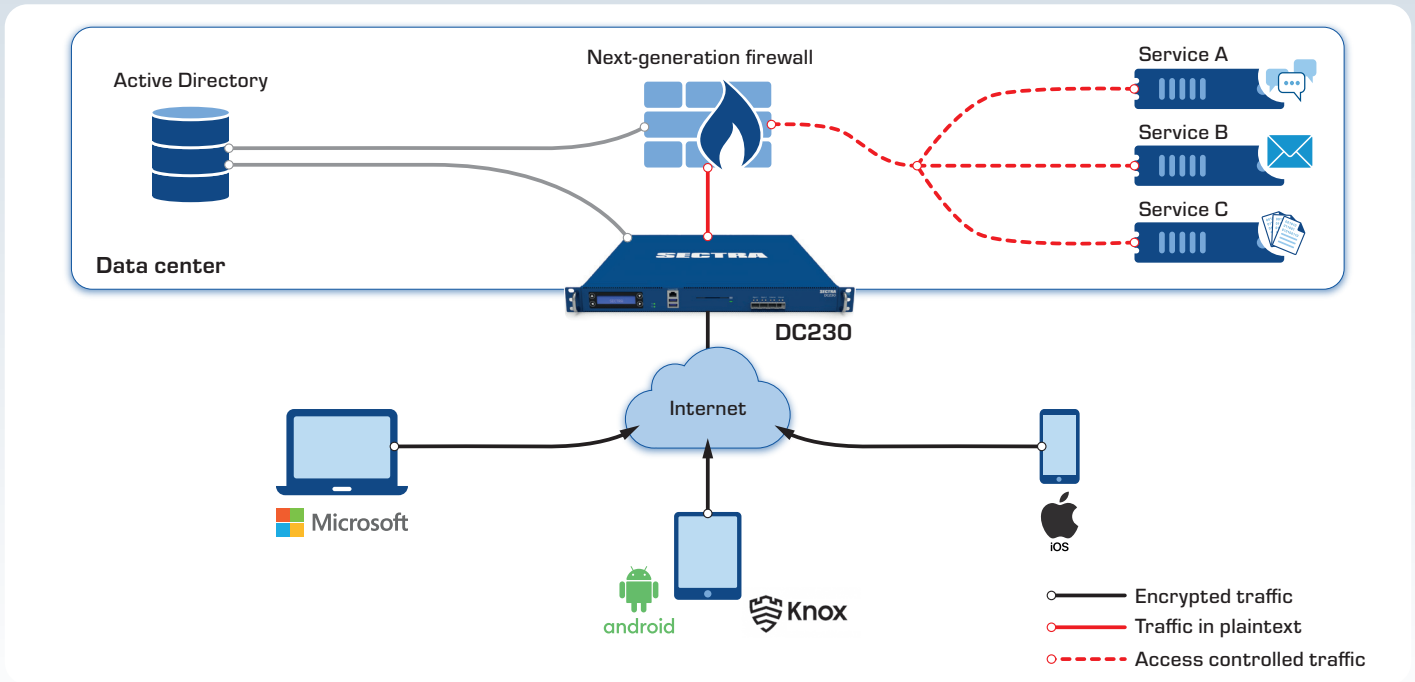 Next-generation firewall
Service A
Active Directory
Service B
Service C
SECTRA
Data center
DC230
Internet
Microsoft
iOS
android
Knox
Encrypted traffic
Traffic in plaintext
Access controlled traffic